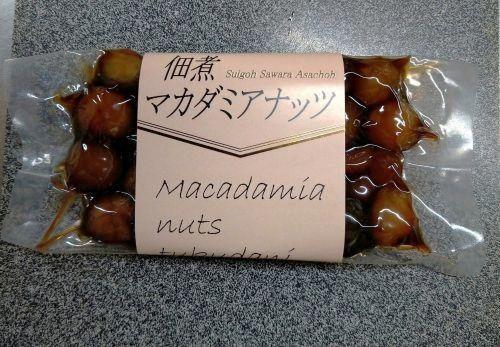 佃煮
Suigoh Sawara Asachoh
マカダミアナッツ
Macadamia
nuts